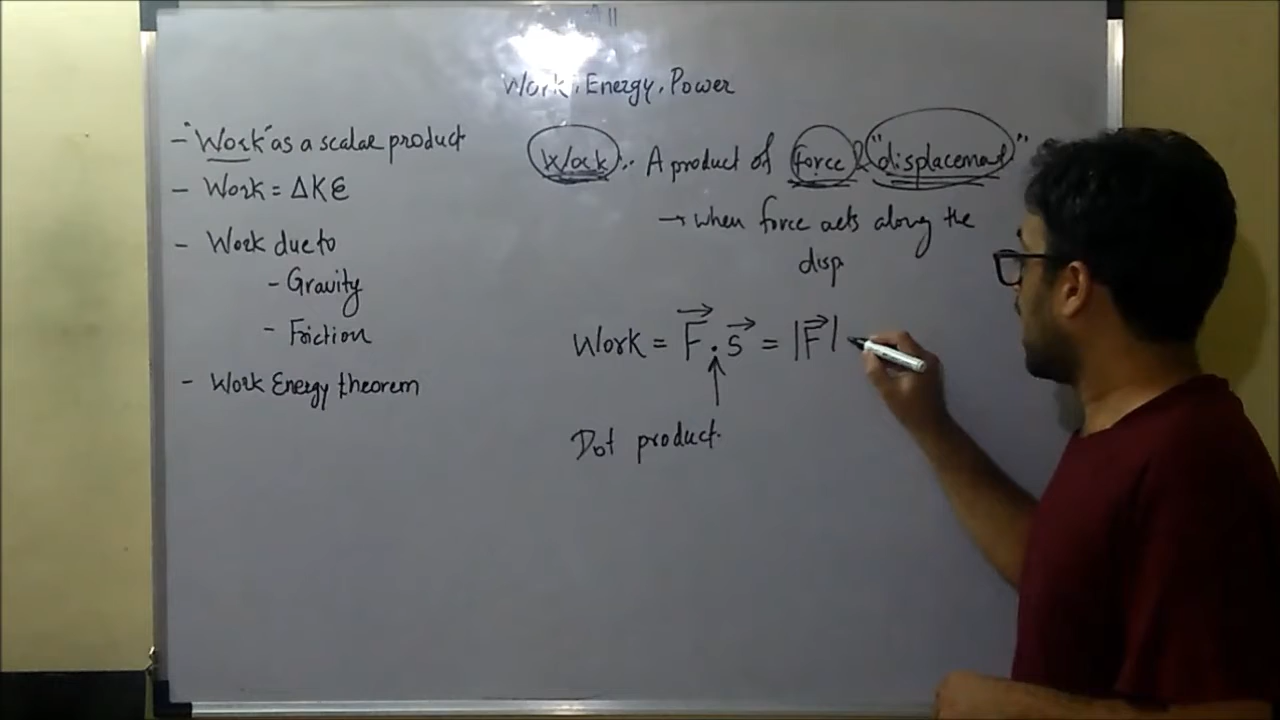 Work, Energy, Power
- "Work" as a scalar product
- Work = ΔKE
- Work due to
- Gravity
- Friction
- Work Energy theorem
Work :- A product of force & "displacement"
→ when force acts along the
disp
Work = F⃗ . s⃗ = |F⃗|
Dot product.